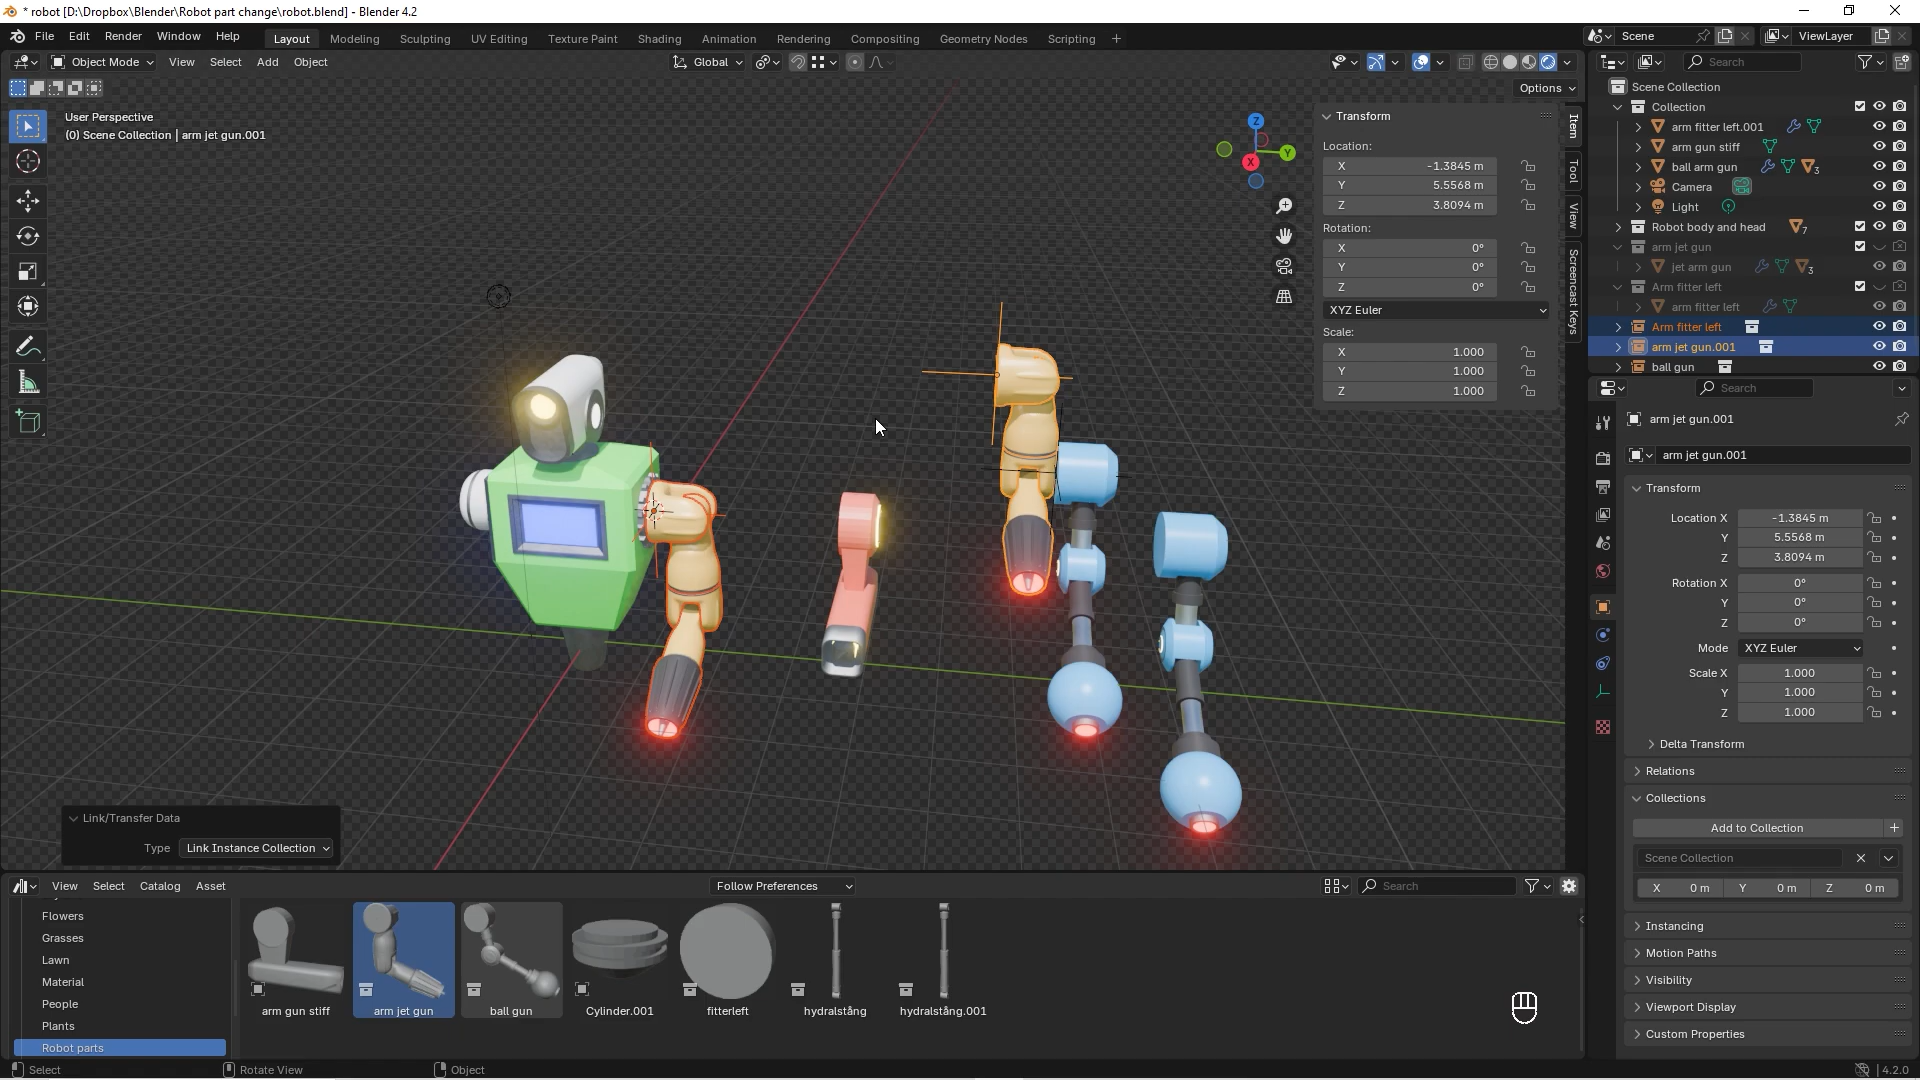 * robot [D:\Dropbox\Blender\Robot part change\robot.blend] - Blender 4.2
File Edit Render Window Help Layout Modeling Sculpting UV Editing Texture Paint Shading Animation Rendering Compositing Geometry Nodes Scripting + Scene ViewLayer
Object Mode View Select Add Object Global Search
Options
User Perspective
(0) Scene Collection | arm jet gun.001
Z
Y
X
Transform
Location:
X -1.3845 m
Y 5.5568 m
Z 3.8094 m
Rotation:
X 0°
Y 0°
Z 0°
XYZ Euler
Scale:
X 1.000
Y 1.000
Z 1.000
Item
Tool
View
Screencast Keys
Scene Collection
Collection
arm fitter left.001
arm gun stiff
ball arm gun 3
Camera
Light
Robot body and head 7
arm jet gun
jet arm gun 3
Arm fitter left
arm fitter left
Arm fitter left
arm jet gun.001
ball gun
Search
arm jet gun.001
arm jet gun.001
Transform
Location X -1.3845 m
Y 5.5568 m
Z 3.8094 m
Rotation X 0°
Y 0°
Z 0°
Mode XYZ Euler
Scale X 1.000
Y 1.000
Z 1.000
Delta Transform
Relations
Collections
Add to Collection +
Scene Collection
X 0 m Y 0 m Z 0 m
Instancing
Motion Paths
Visibility
Viewport Display
Custom Properties
Link/Transfer Data
Type Link Instance Collection
View Select Catalog Asset Follow Preferences Search
Flowers
Grasses
Lawn
Material
People
Plants
Robot parts
arm gun stiff arm jet gun ball gun Cylinder.001 fitterleft hydralstång hydralstång.001
Select Rotate View Object 4.2.0